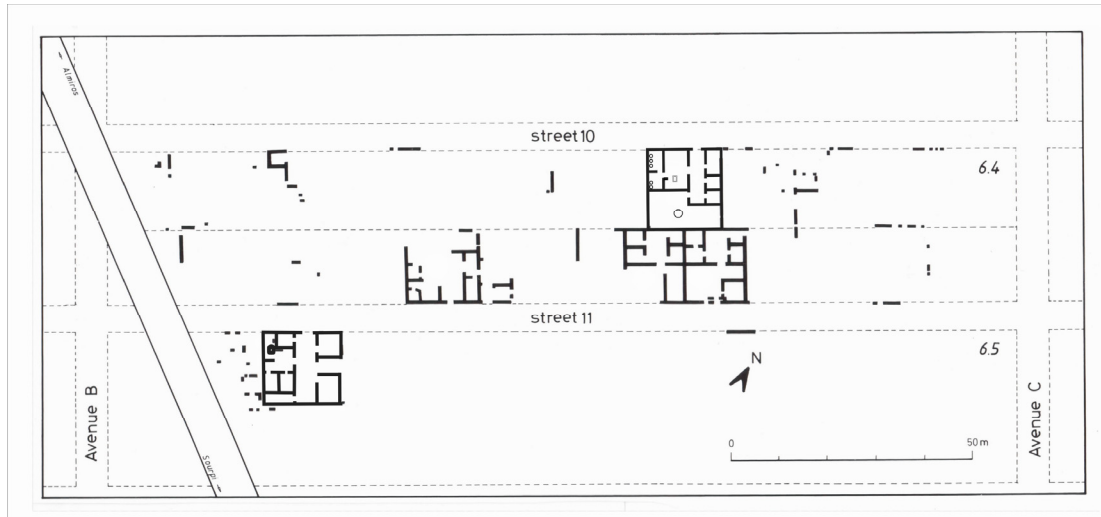 Almiros
street 10
6.4
street 11
6.5
N
Avenue B
Avenue C
0
50 m
Sourpi